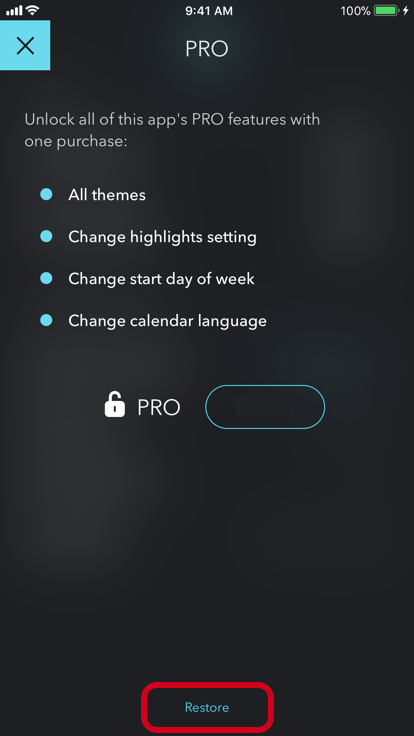 9:41 AM
100%
PRO
Unlock all of this app's PRO features with
one purchase:
All themes
Change highlights setting
Change start day of week
Change calendar language
PRO
Restore